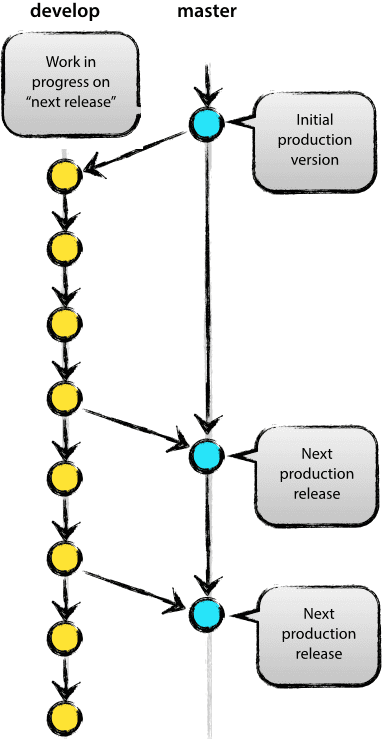 develop
master
Work in
progress on
“next release”
Initial
production
version
Next
production
release
Next
production
release